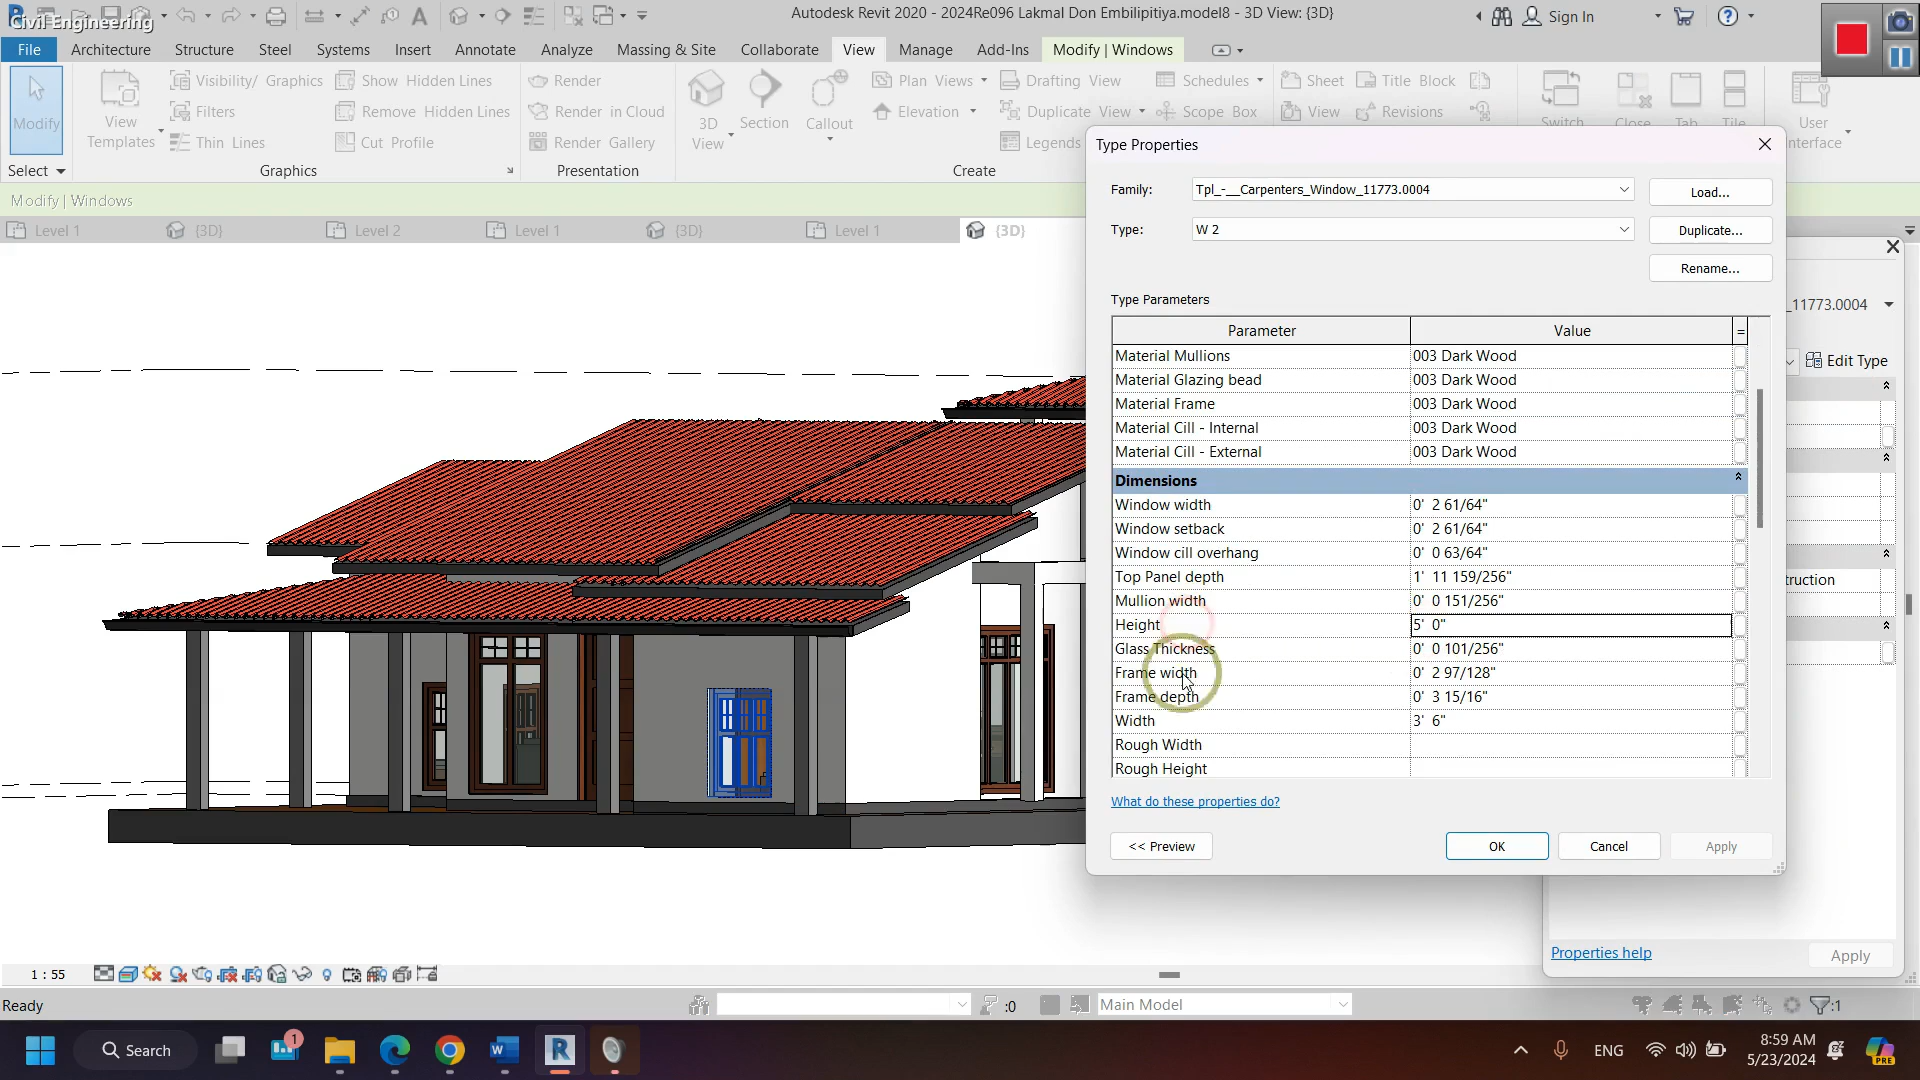 Civil Engineering
Autodesk Revit 2020 - 2024Re096 Lakmal Don Embilipitiya.model8 - 3D View: {3D}
Sign In
File Architecture Structure Steel Systems Insert Annotate Analyze Massing & Site Collaborate View Manage Add-Ins Modify | Windows
Modify
View Templates
Visibility/ Graphics
Filters
Thin Lines
Show Hidden Lines
Remove Hidden Lines
Cut Profile
Render
Render in Cloud
Render Gallery
3D View
Section
Callout
Plan Views
Elevation
Drafting View
Duplicate View
Legends
Schedules
Scope Box
Sheet
View
Title Block
Revisions
Switch
Close
Tab
Tile
User
Interface
Select
Graphics
Presentation
Create
Modify | Windows
Level 1
{3D}
Level 2
Level 1
{3D}
Level 1
{3D}
Type Properties
Family: Tpl_-__Carpenters_Window_11773.0004 Load...
Type: W 2 Duplicate...
Rename...
Type Parameters
Parameter Value =
Material Mullions 003 Dark Wood
Material Glazing bead 003 Dark Wood
Material Frame 003 Dark Wood
Material Cill - Internal 003 Dark Wood
Material Cill - External 003 Dark Wood
Dimensions
Window width 0' 2 61/64"
Window setback 0' 2 61/64"
Window cill overhang 0' 0 63/64"
Top Panel depth 1' 11 159/256"
Mullion width 0' 0 151/256"
Height 5' 0"
Glass Thickness 0' 0 101/256"
Frame width 0' 2 97/128"
Frame depth 0' 3 15/16"
Width 3' 6"
Rough Width
Rough Height
What do these properties do?
<< Preview OK Cancel Apply
_11773.0004
Edit Type
truction
Properties help Apply
1 : 55
Ready
:0
Main Model
:1
Search
1
ENG
8:59 AM
5/23/2024
PRE